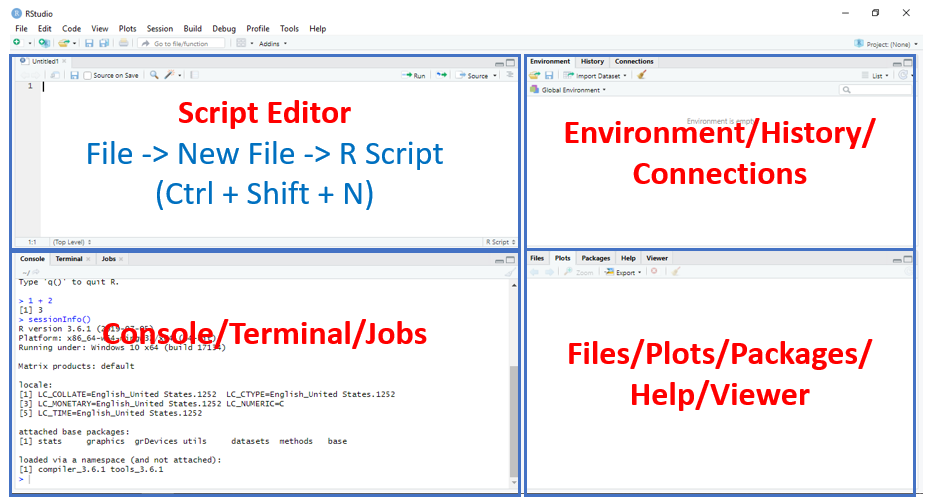 RStudio
File Edit Code View Plots Session Build Debug Profile Tools Help
Go to file/function Addins Project: (None)
Untitled1
Source on Save Run Source
1
Script Editor
File -> New File -> R Script
(Ctrl + Shift + N)
1:1 (Top Level) R Script
Environment History Connections
Import Dataset List
Global Environment
Environment is empty
Environment/History/
Connections
Console Terminal Jobs
~/
Type 'q()' to quit R.
> 1 + 2
[1] 3
> sessionInfo()
R version 3.6.1
Platform:
Running under: Windows 10 x64 (build 17134)
Console/Terminal/Jobs
Matrix products: default
locale:
[1] LC_COLLATE=English_United States.1252 LC_CTYPE=English_United States.1252
[3] LC_MONETARY=English_United States.1252 LC_NUMERIC=C
[5] LC_TIME=English_United States.1252
attached base packages:
[1] stats graphics grDevices utils datasets methods base
loaded via a namespace (and not attached):
[1] compiler_3.6.1 tools_3.6.1
>
Files Plots Packages Help Viewer
Zoom Export
Files/Plots/Packages/
Help/Viewer